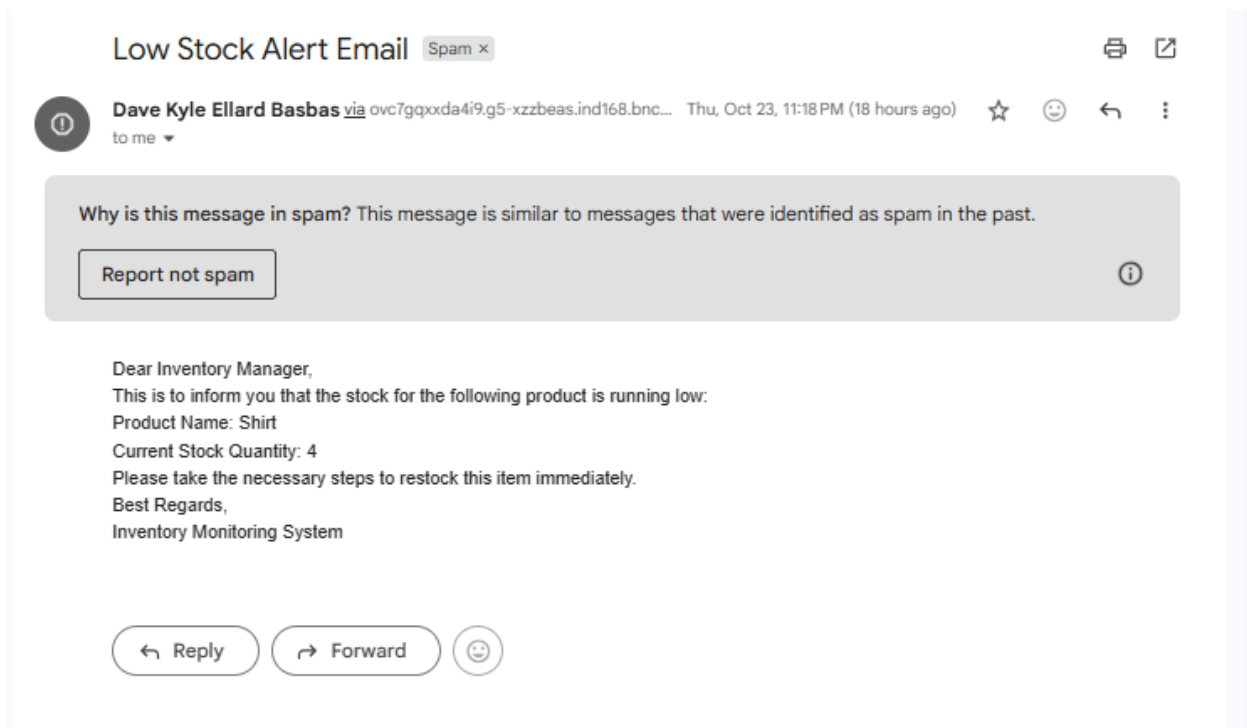 Low Stock Alert Email Spam ×
Dave Kyle Ellard Basbas via ovc7gqxxda4i9.g5-xzzbeas.ind168.bnc... Thu, Oct 23, 11:18 PM (18 hours ago)
to me
Why is this message in spam? This message is similar to messages that were identified as spam in the past.
Report not spam
Dear Inventory Manager,
This is to inform you that the stock for the following product is running low:
Product Name: Shirt
Current Stock Quantity: 4
Please take the necessary steps to restock this item immediately.
Best Regards,
Inventory Monitoring System
Reply Forward